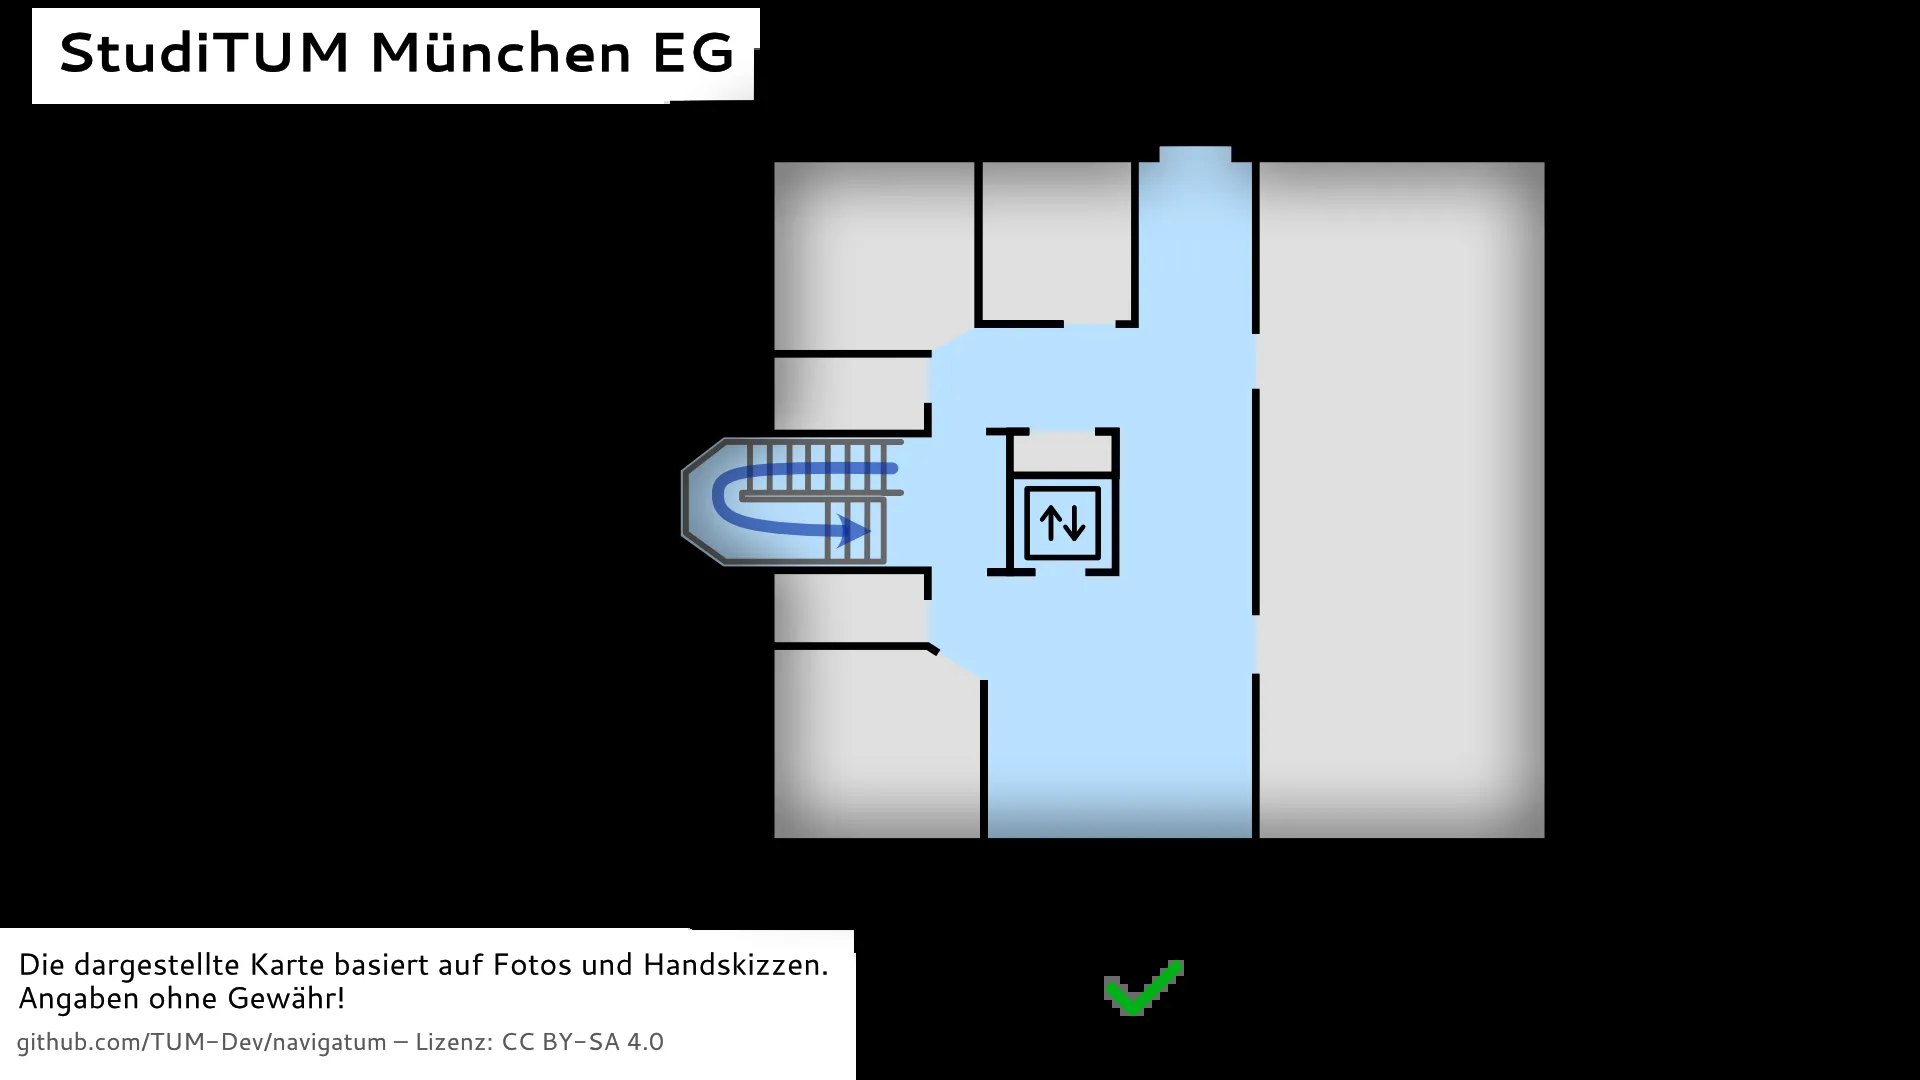 StudiTUM München EG
Die dargestellte Karte basiert auf Fotos und Handskizzen.
Angaben ohne Gewähr!
github.com/TUM-Dev/navigatum – Lizenz: CC BY-SA 4.0